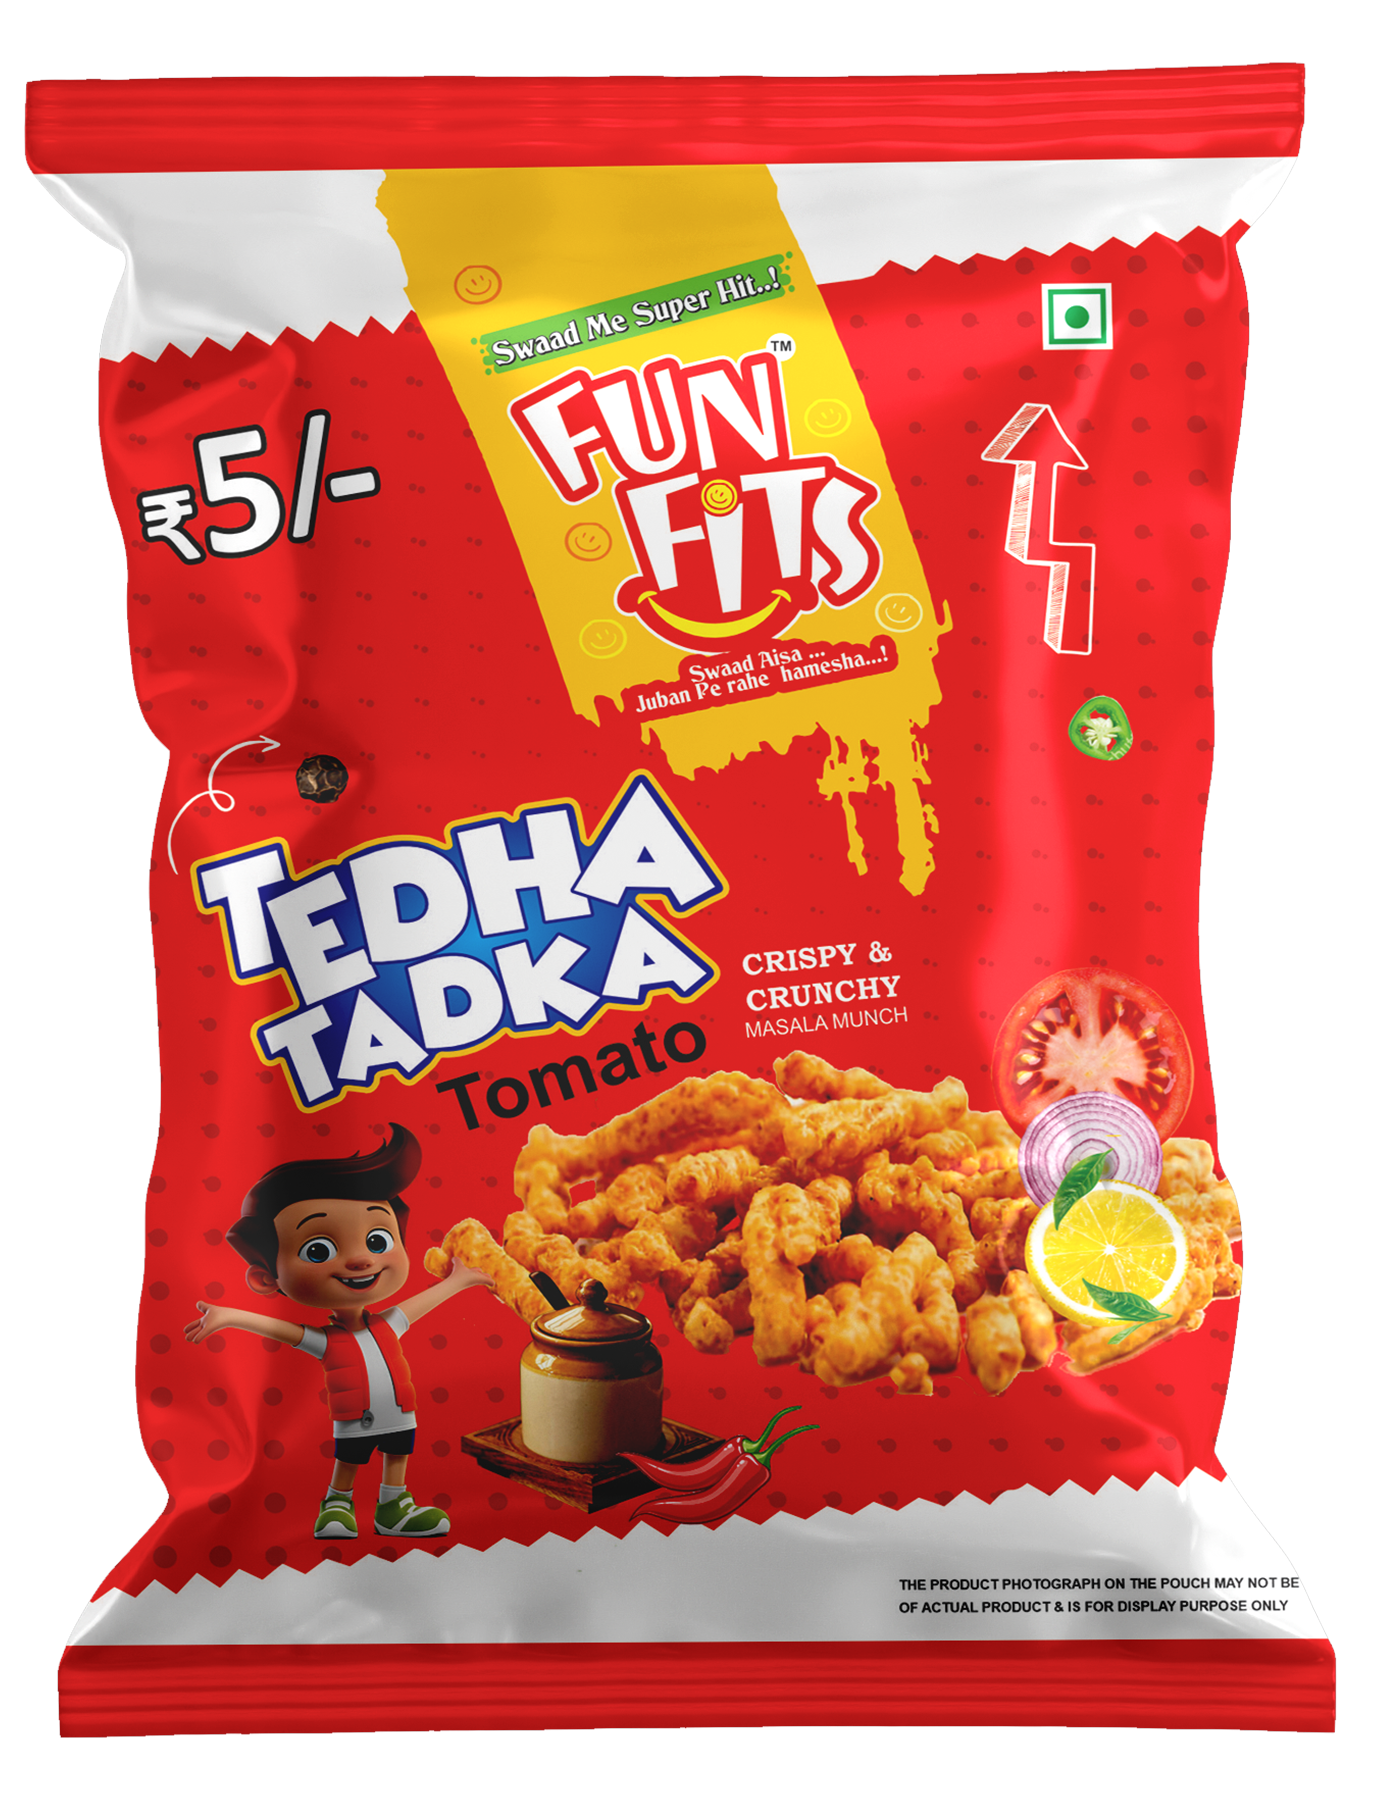 Swaad Me Super Hit..!
TM
FUN
FITS
Swaad Aisa ...
Juban Pe rahe hamesha...!
₹5/-
TEDHA
TADKA
Tomato
CRISPY &
CRUNCHY
MASALA MUNCH
THE PRODUCT PHOTOGRAPH ON THE POUCH MAY NOT BE
OF ACTUAL PRODUCT & IS FOR DISPLAY PURPOSE ONLY